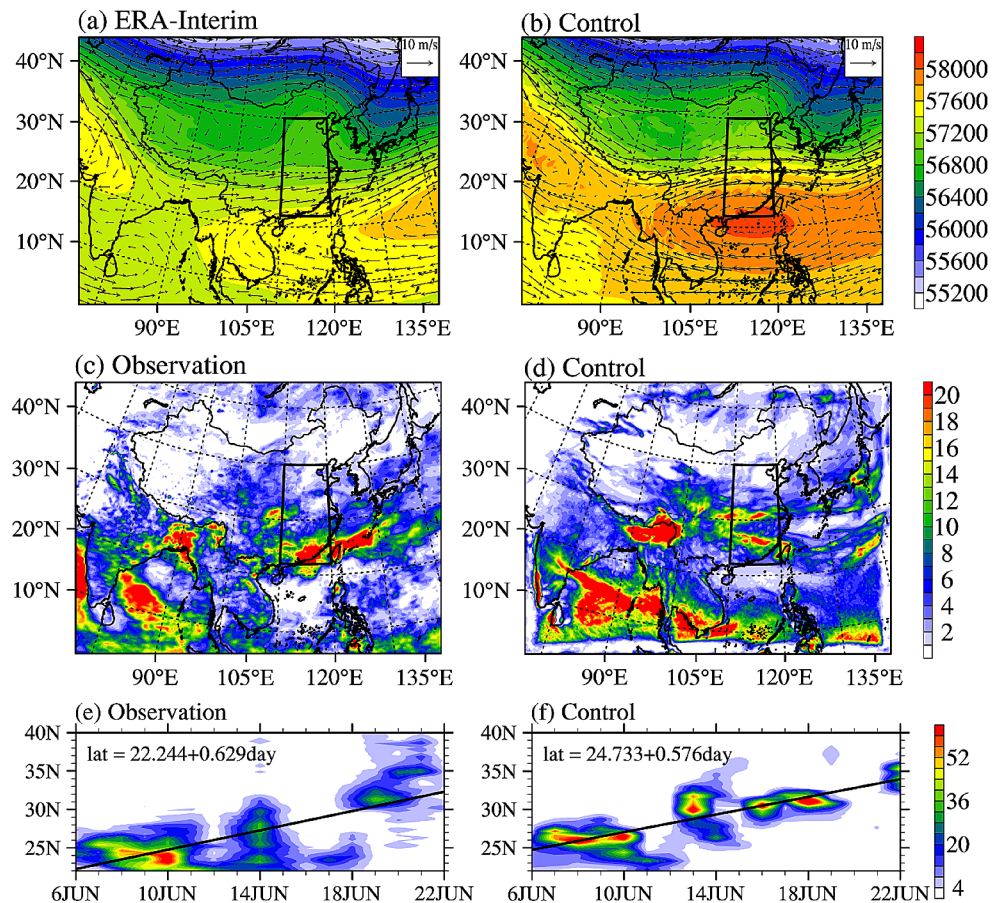 (a) ERA-Interim
(b) Control
10 m/s
10 m/s
40°N
30°N
20°N
10°N
90°E
105°E
120°E
135°E
40°N
30°N
20°N
10°N
90°E
105°E
120°E
135°E
58000
57600
57200
56800
56400
56000
55600
55200
(c) Observation
(d) Control
40°N
30°N
20°N
10°N
90°E
105°E
120°E
135°E
40°N
30°N
20°N
10°N
90°E
105°E
120°E
135°E
20
18
16
14
12
10
8
6
4
2
(e) Observation
(f) Control
lat = 22.244+0.629day
40N
35N
30N
25N
6JUN
10JUN
14JUN
18JUN
22JUN
lat = 24.733+0.576day
40N
35N
30N
25N
6JUN
10JUN
14JUN
18JUN
22JUN
52
36
20
4